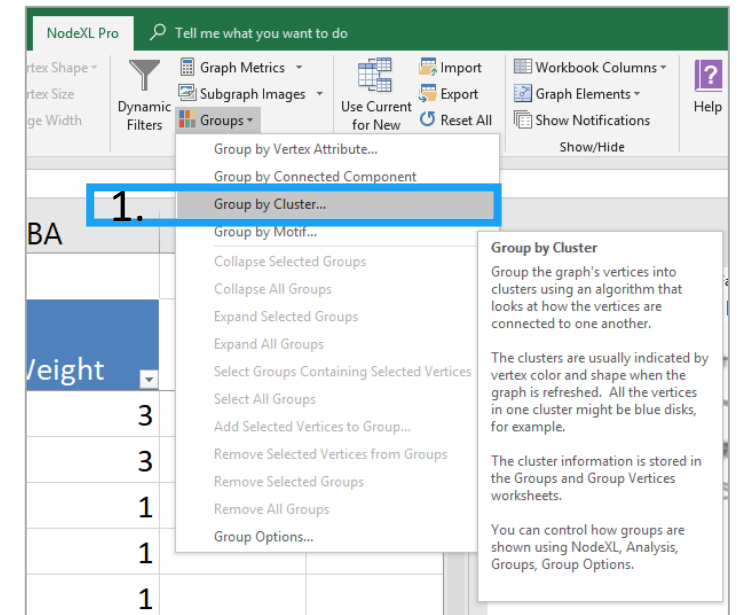 NodeXL Pro Tell me what you want to do
rtex Shape
rtex Size
ge Width
Dynamic
Filters
Graph Metrics
Subgraph Images
Groups
Use Current
for New
Import
Export
Reset All
Workbook Columns
Graph Elements
Show Notifications
Show/Hide
?
Help
Group by Vertex Attribute...
Group by Connected Component
1.
Group by Cluster...
Group by Motif...
Collapse Selected Groups
Collapse All Groups
Expand Selected Groups
Expand All Groups
Select Groups Containing Selected Vertices
Select All Groups
Add Selected Vertices to Group...
Remove Selected Vertices from Groups
Remove Selected Groups
Remove All Groups
Group Options...
BA
eight
3
3
1
1
1
Group by Cluster
Group the graph's vertices into
clusters using an algorithm that
looks at how the vertices are
connected to one another.
The clusters are usually indicated by
vertex color and shape when the
graph is refreshed. All the vertices
in one cluster might be blue disks,
for example.
The cluster information is stored in
the Groups and Group Vertices
worksheets.
You can control how groups are
shown using NodeXL, Analysis,
Groups, Group Options.